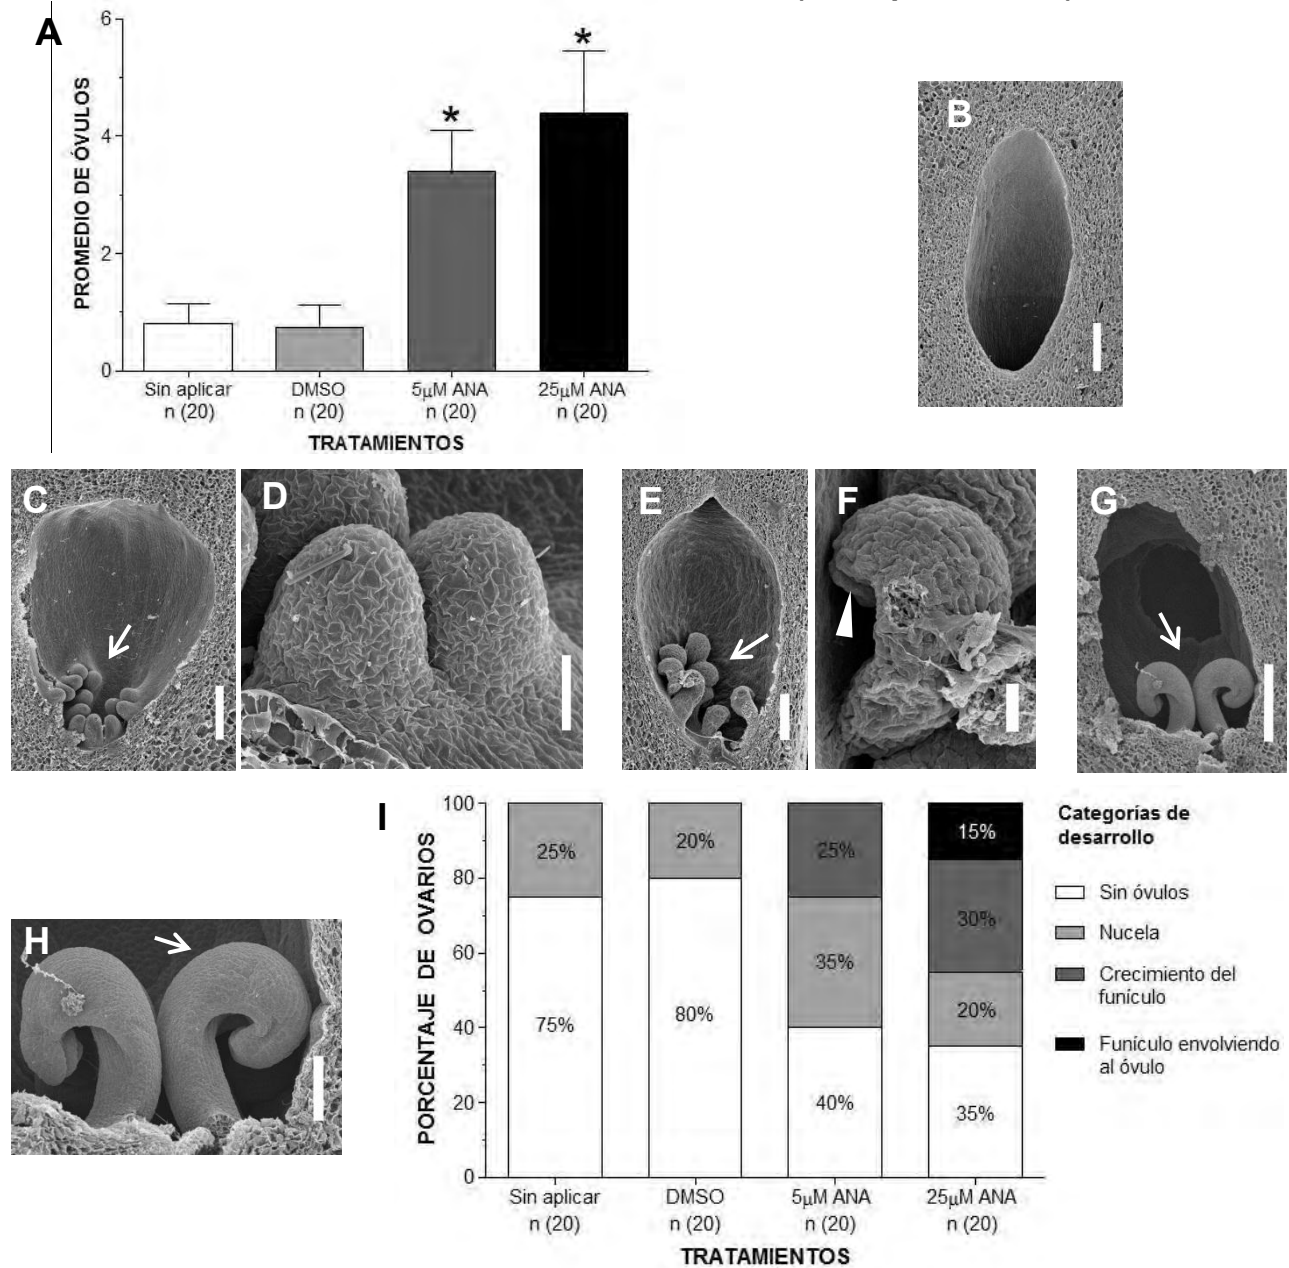 A
6
4
2
0
PROMEDIO DE ÓVULOS
*
*
Sin aplicar
n (20)
DMSO
n (20)
5µM ANA
n (20)
25µM ANA
n (20)
TRATAMIENTOS
B
C
D
E
F
G
H
I
100
80
60
40
20
0
PORCENTAJE DE OVARIOS
25%
75%
20%
80%
25%
35%
40%
15%
30%
20%
35%
Sin aplicar
n (20)
DMSO
n (20)
5µM ANA
n (20)
25µM ANA
n (20)
TRATAMIENTOS
Categorías de
desarrollo
Sin óvulos
Nucela
Crecimiento del
funículo
Funículo envolviendo
al óvulo